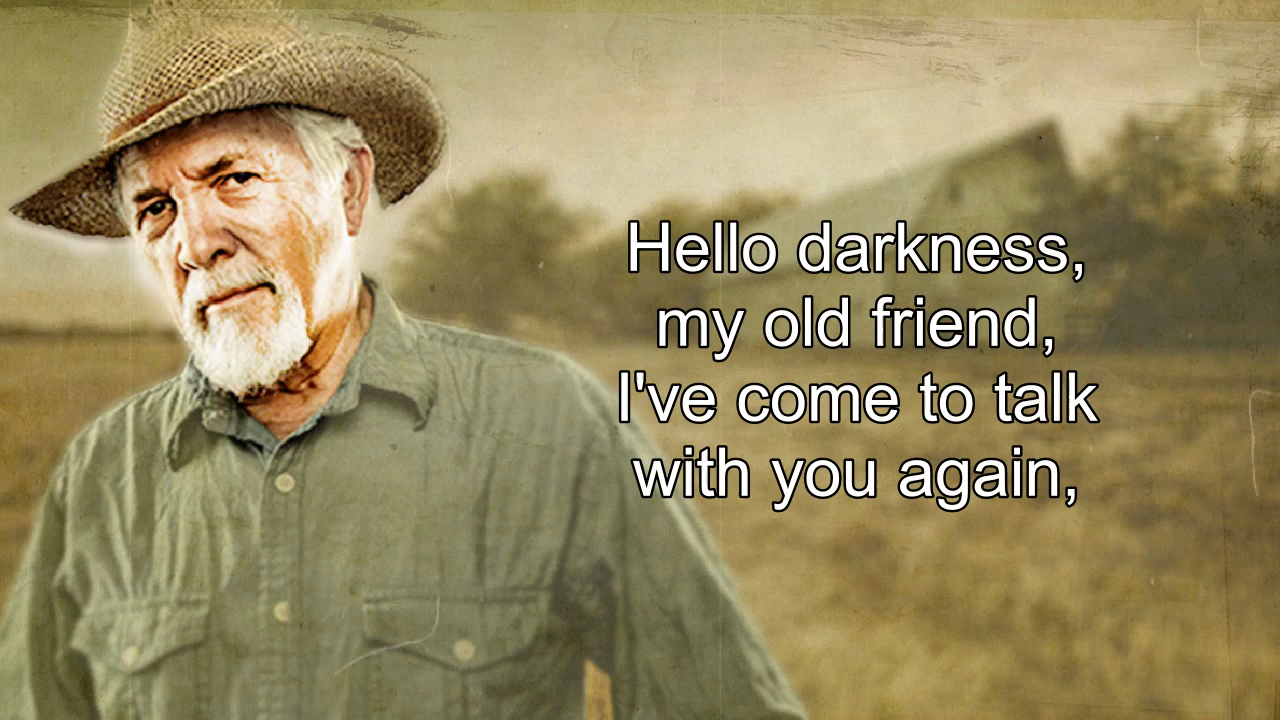 Hello darkness,
my old friend,
I've come to talk
with you again,